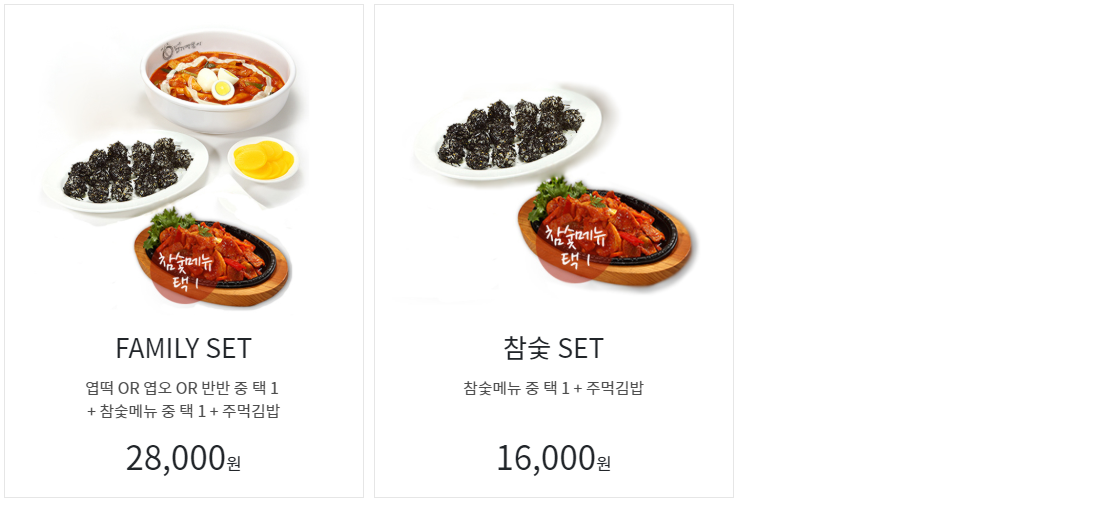 참숯메뉴
택 1
FAMILY SET
엽떡 OR 엽오 OR 반반 중 택 1
+ 참숯메뉴 중 택 1 + 주먹김밥
28,000원
참숯메뉴
택 1
참숯 SET
참숯메뉴 중 택 1 + 주먹김밥
16,000원